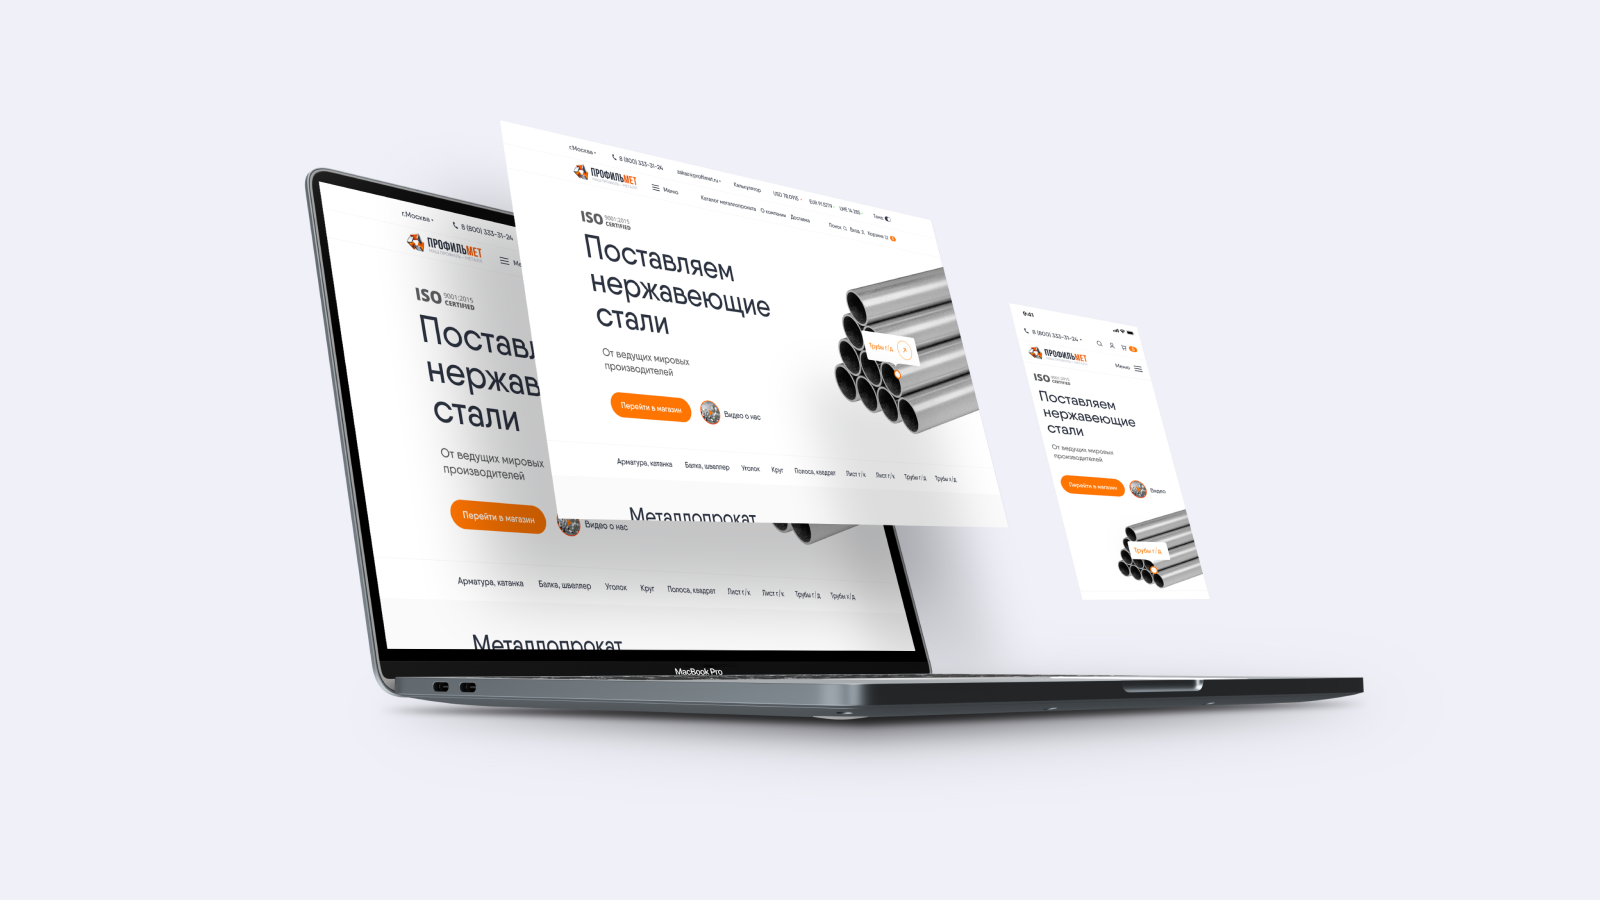 г.Москва
8 (800) 333-31-24
ПРОФИЛЬМЕТ
ISO 9001:2015
CERTIFIED
Поставл
нержав
стали
От ведущих мировых
производителей
Перейти в магазин
Видео о нас
Арматура, катанка Балка, швеллер Уголок Круг Полоса, квадрат Лист г/к Лист г/к Трубы г/д Трубы х/д
Металлопрокат
MacBook Pro
г.Москва
8 (800) 333-31-24
Калькулятор
Тема
ПРОФИЛЬМЕТ
Меню
Каталог металлопроката О компании Доставка
Поиск Вход Корзина
ISO 9001:2015
CERTIFIED
Поставляем
нержавеющие
стали
От ведущих мировых
производителей
Трубы г/д
Перейти в магазин
Видео о нас
Арматура, катанка Балка, швеллер Уголок Круг Полоса, квадрат Лист г/к Лист г/к Трубы г/д Трубы х/д
Металлопрокат
9:41
8 (800) 333-31-24
ПРОФИЛЬМЕТ
Меню
ISO 9001:2015
CERTIFIED
Поставляем
нержавеющие
стали
От ведущих мировых
производителей
Перейти в магазин
Видео
Трубы г/д